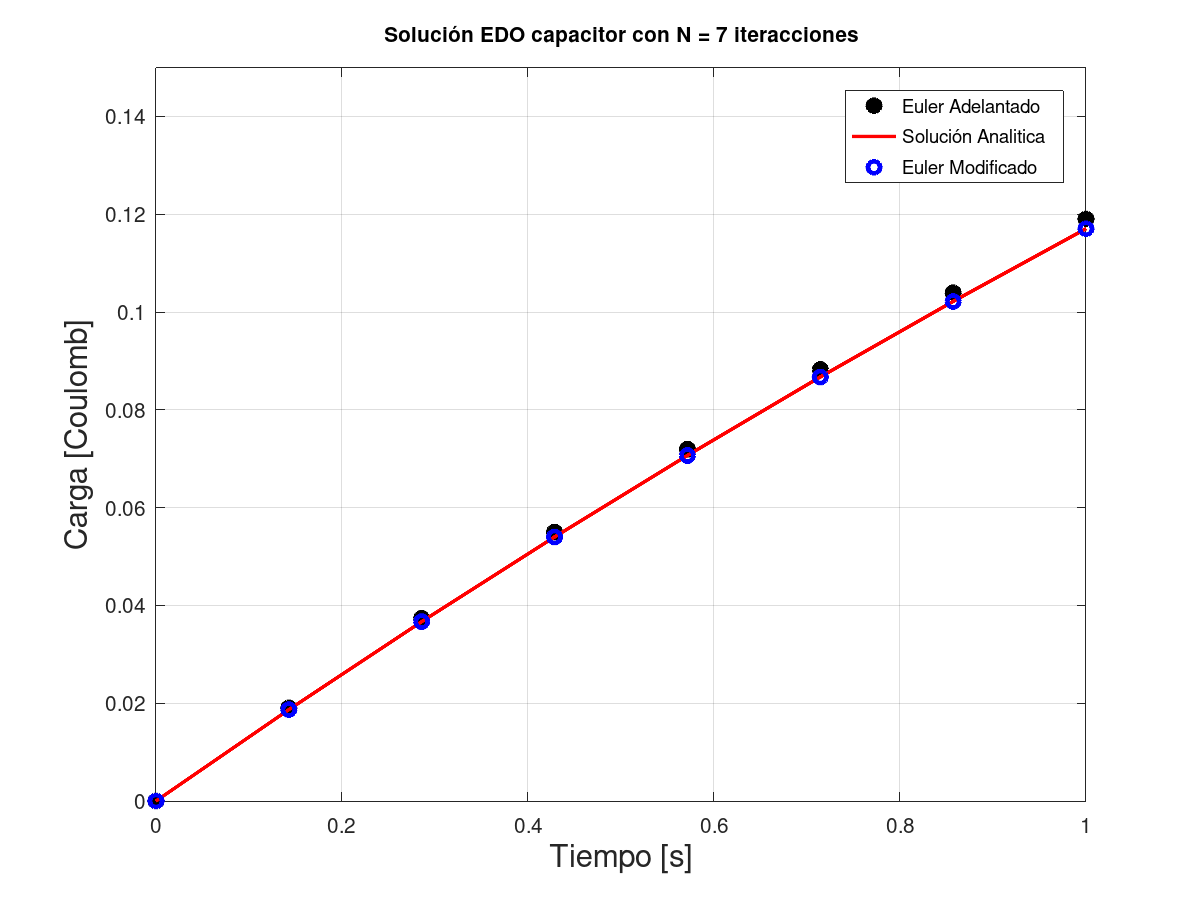 Solución EDO capacitor con N = 7 iteracciones
Euler Adelantado
Solución Analitica
Euler Modificado
0.14
0.12
0.1
0.08
0.06
0.04
0.02
0
Carga [Coulomb]
0
0.2
0.4
0.6
0.8
1
Tiempo [s]